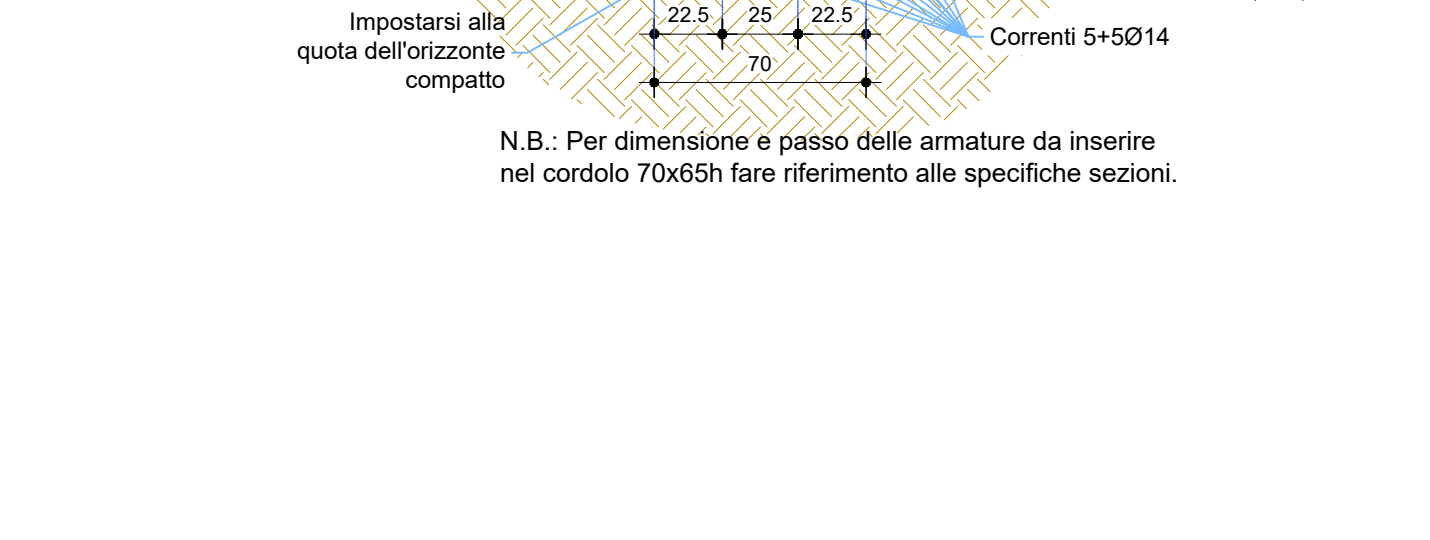 Impostarsi alla
quota dell'orizzonte
compatto
22.5 25 22.5
70
Correnti 5+5Ø14
N.B.: Per dimensione e passo delle armature da inserire
nel cordolo 70x65h fare riferimento alle specifiche sezioni.